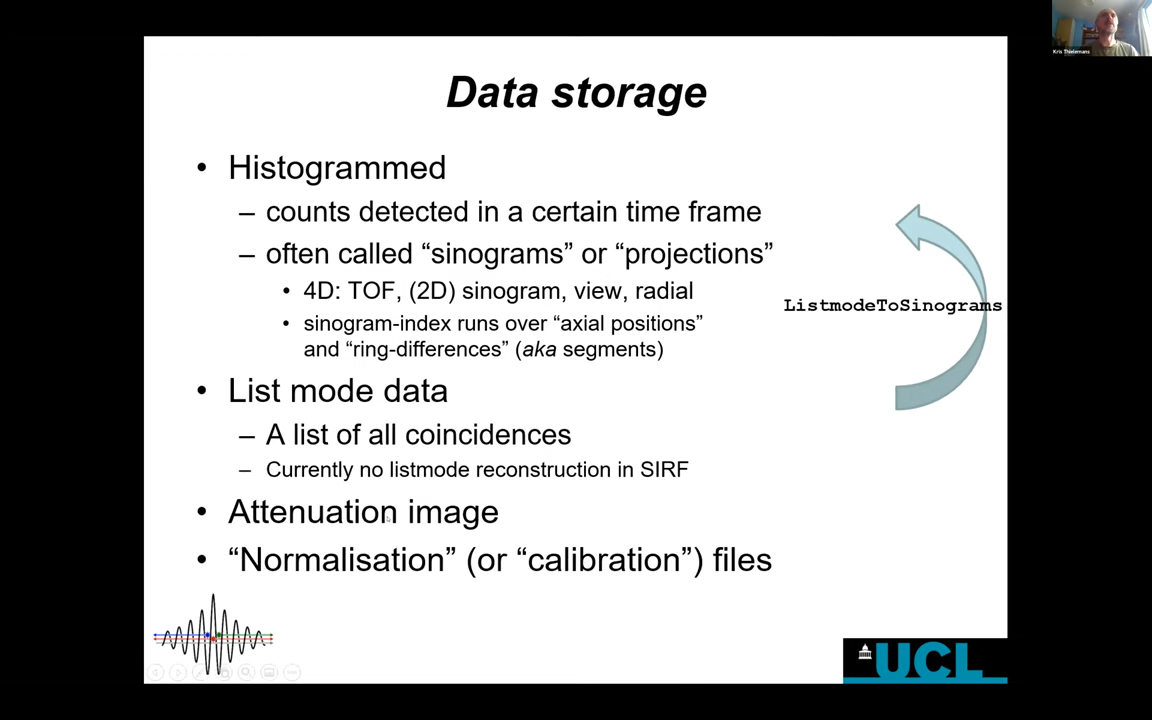 Kris Thielemans
Data storage
• Histogrammed
– counts detected in a certain time frame
– often called “sinograms” or “projections”
• 4D: TOF, (2D) sinogram, view, radial
• sinogram-index runs over “axial positions”
and “ring-differences” (aka segments)
ListmodeToSinograms
• List mode data
– A list of all coincidences
– Currently no listmode reconstruction in SIRF
• Attenuation image
• “Normalisation” (or “calibration”) files
UCL